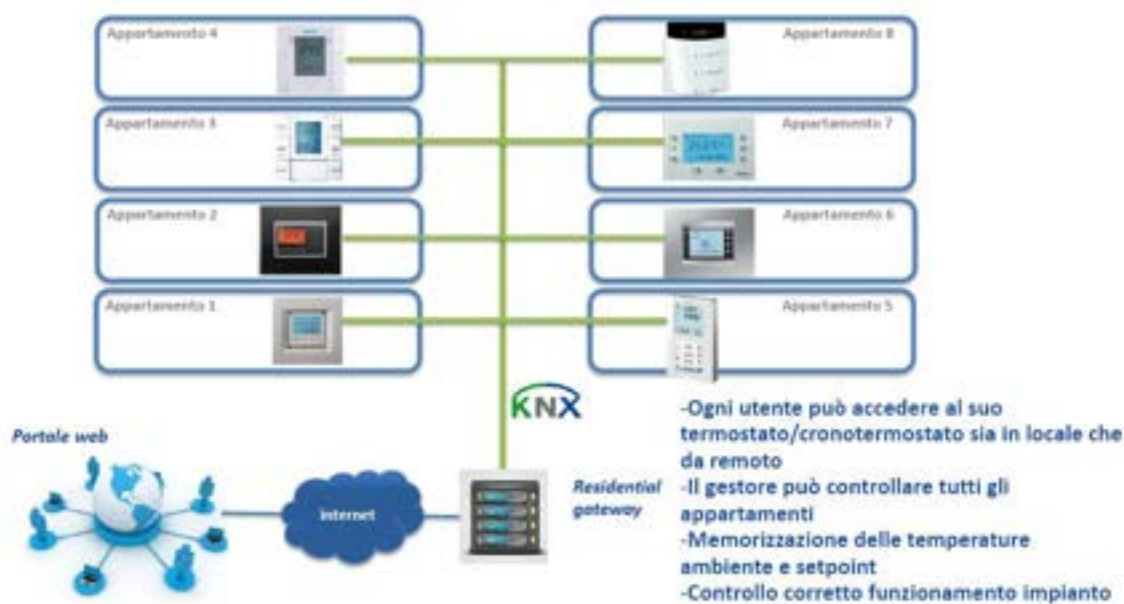 Appartamento 4
Appartamento 8
Appartamento 3
Appartamento 7
Appartamento 2
Appartamento 6
Appartamento 1
Appartamento 5
KNX
Portale web
internet
Residential
gateway
-Ogni utente può accedere al suo
termostato/cronotermostato sia in locale che
da remoto
-Il gestore può controllare tutti gli
appartamenti
-Memorizzazione delle temperature
ambiente e setpoint
-Controllo corretto funzionamento impianto